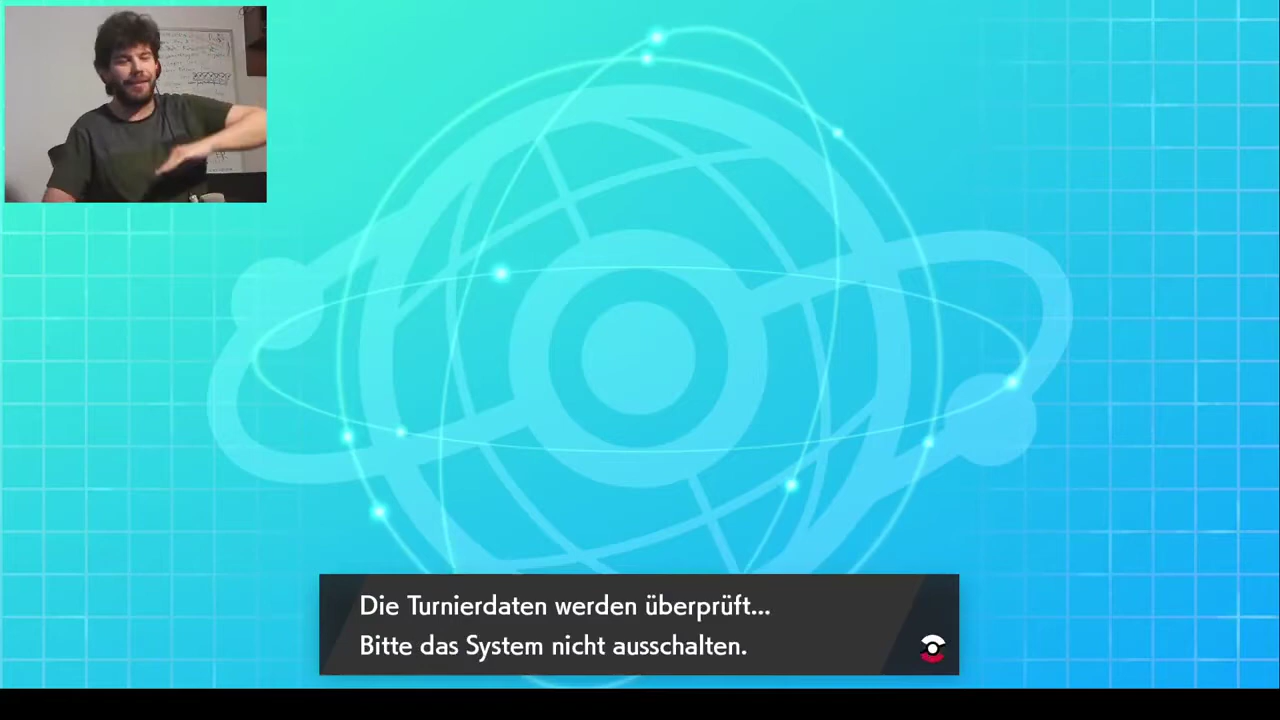 Die Turnierdaten werden überprüft...
Bitte das System nicht ausschalten.